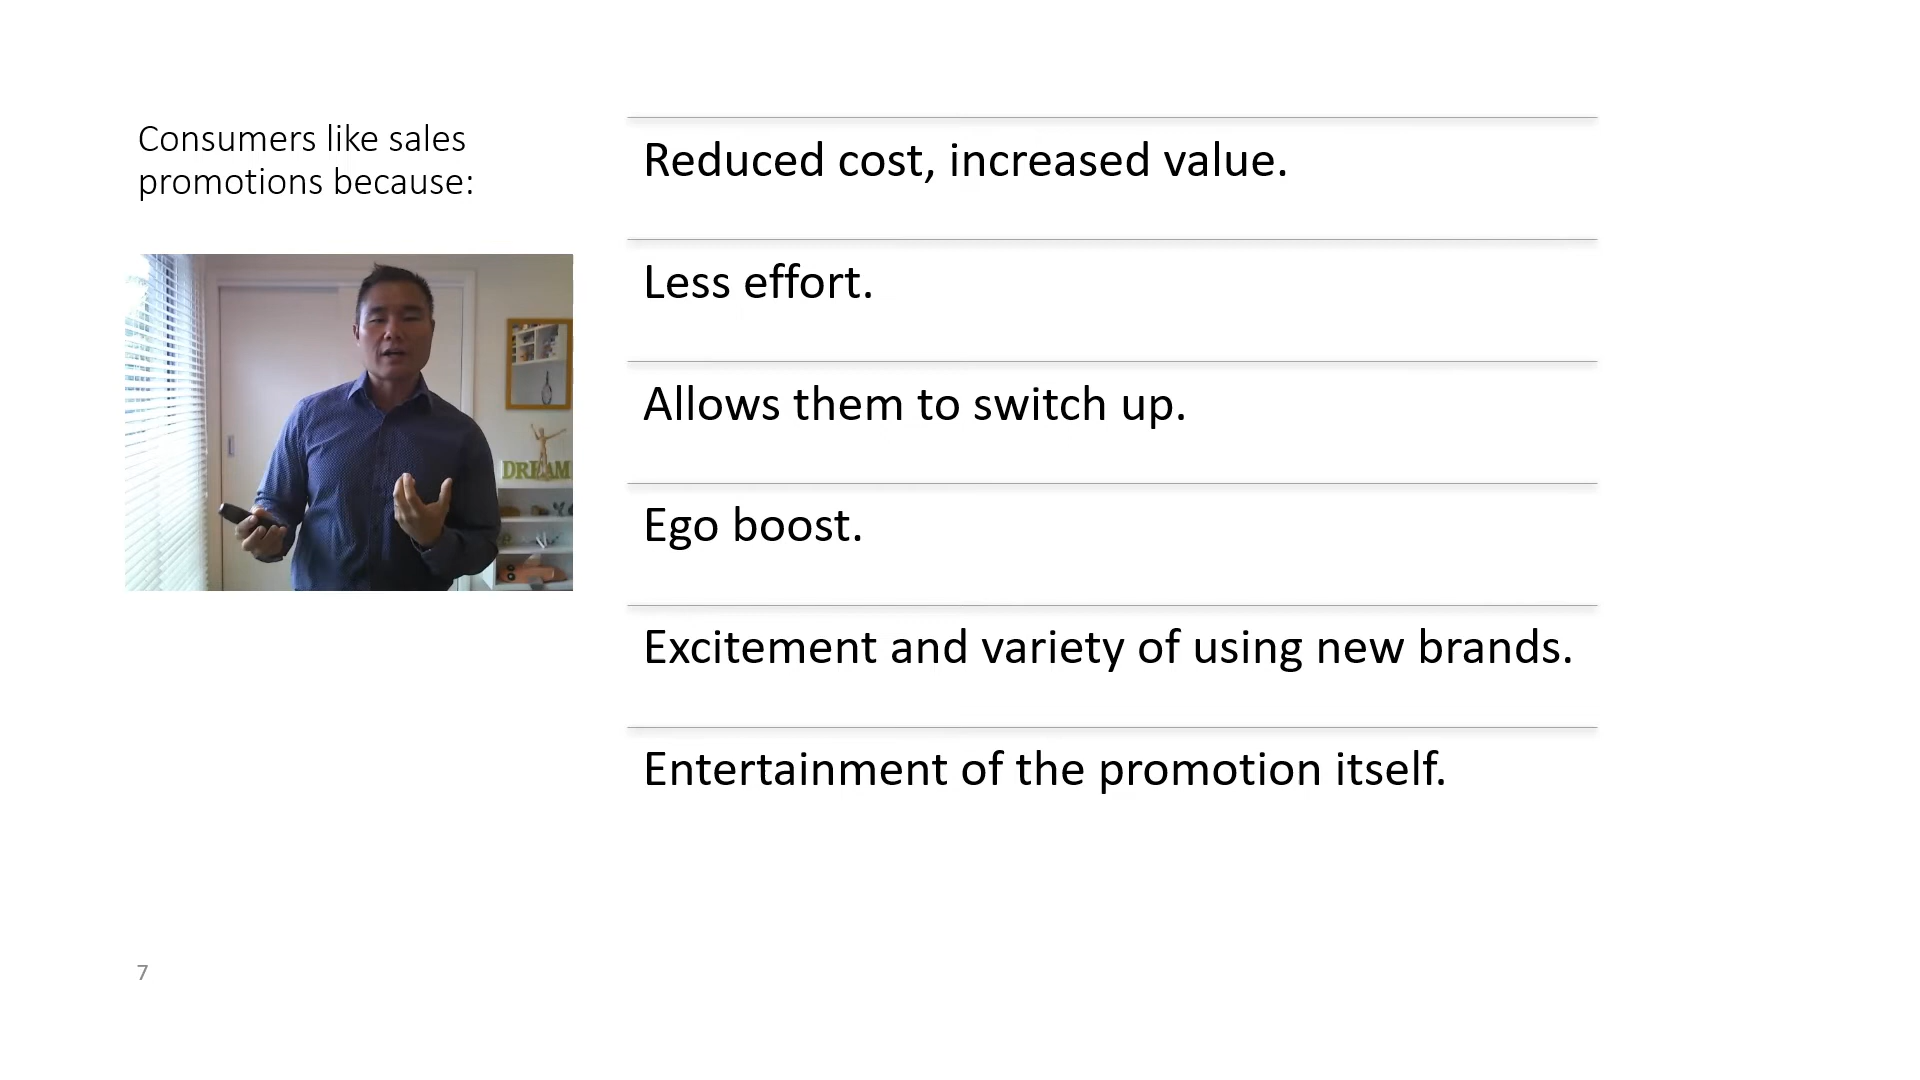 Consumers like sales
promotions because:
Reduced cost, increased value.
Less effort.
Allows them to switch up.
Ego boost.
Excitement and variety of using new brands.
Entertainment of the promotion itself.
DREAM
7